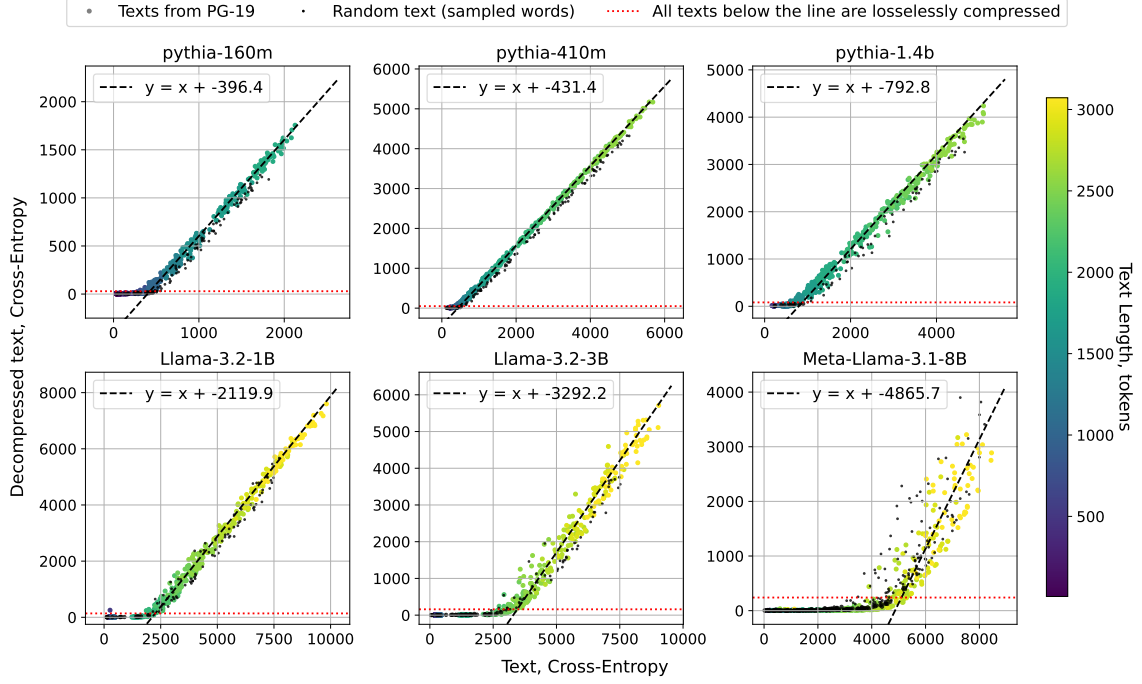 Texts from PG-19 Random text (sampled words) All texts below the line are losselessly compressed
pythia-160m pythia-410m pythia-1.4b
y = x + -396.4
y = x + -431.4
y = x + -792.8
2000
1500
1000
500
0
0 1000 2000
6000
5000
4000
3000
2000
1000
0
0 2000 4000 6000
5000
4000
3000
2000
1000
0
0 2000 4000
Llama-3.2-1B Llama-3.2-3B Meta-Llama-3.1-8B
y = x + -2119.9
y = x + -3292.2
y = x + -4865.7
8000
6000
4000
2000
0
0 2500 5000 7500 10000
6000
5000
4000
3000
2000
1000
0
0 2500 5000 7500 10000
4000
3000
2000
1000
0
0 2000 4000 6000 8000
Decompressed text, Cross-Entropy
Text, Cross-Entropy
3000
2500
2000
1500
1000
500
Text Length, tokens